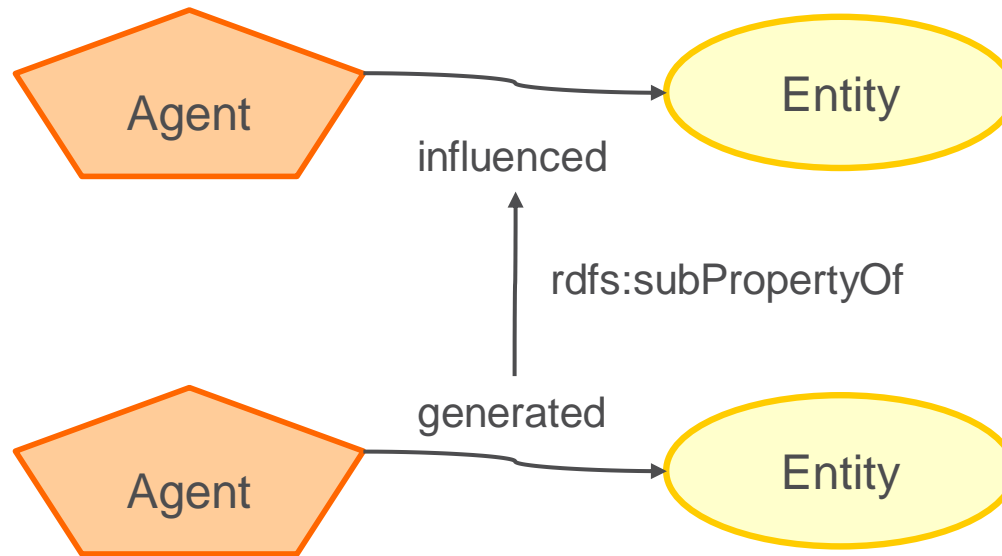 Agent
Entity
influenced
rdfs:subPropertyOf
generated
Agent
Entity